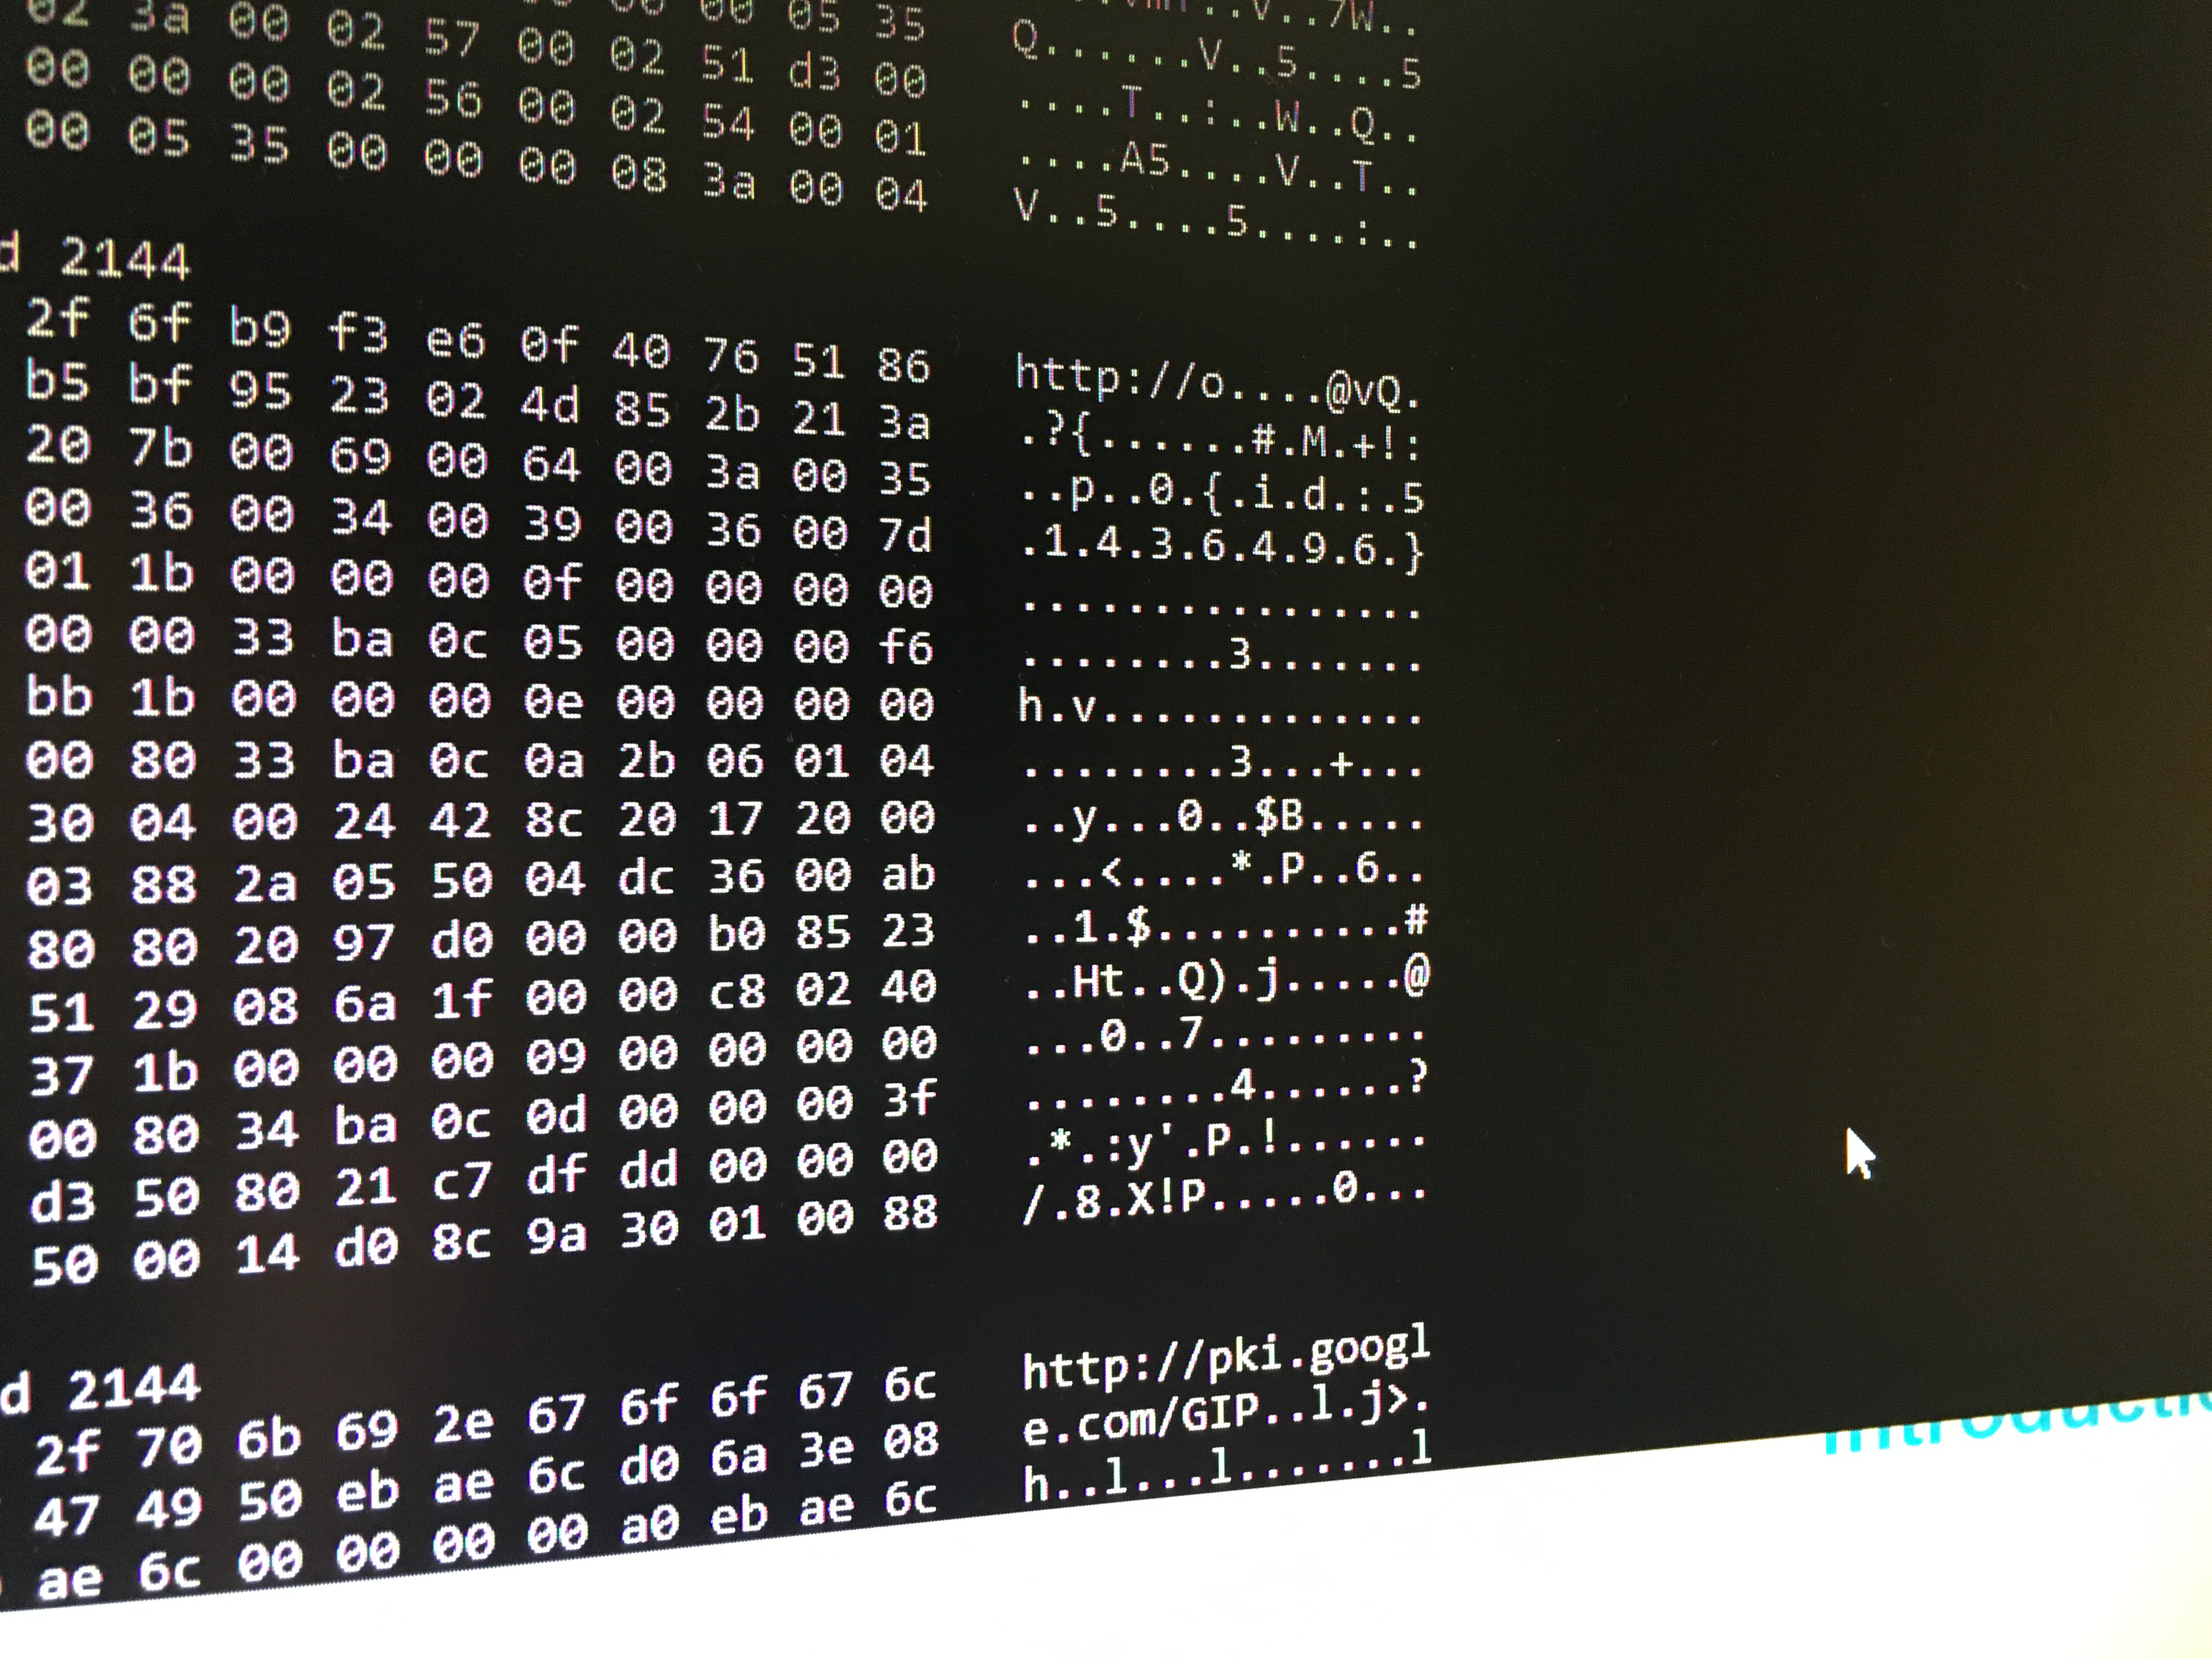 02 3a 00 02 57 00 02 00 05 35 Q......V..5....5
00 00 00 02 56 00 02 51 d3 00 ....T..:..W..Q..
00 05 35 00 00 00 08 54 00 01 ....A5....V..T..
3a 00 04 V..5....5....:..
d 2144
2f 6f b9 f3 e6 0f 40 76 51 86 http://o....@vQ.
b5 bf 95 23 02 4d 85 2b 21 3a .?{......#.M.+!:
20 7b 00 69 00 64 00 3a 00 35 ..p..0.{.i.d.:.5
00 36 00 34 00 39 00 36 00 7d .1.4.3.6.4.9.6.}
01 1b 00 00 00 0f 00 00 00 00 ................
00 00 33 ba 0c 05 00 00 00 f6 ........3.......
bb 1b 00 00 00 0e 00 00 00 00 h.v.............
00 80 33 ba 0c 0a 2b 06 01 04 ........3...+...
30 04 00 24 42 8c 20 17 20 00 ..y...0..$B.....
03 88 2a 05 50 04 dc 36 00 ab ...<....*.P..6..
80 80 20 97 d0 00 00 b0 85 23 ..1.$..........#
51 29 08 6a 1f 00 00 c8 02 40 ..Ht..Q).j.....@
37 1b 00 00 00 09 00 00 00 00 ...0..7.........
00 80 34 ba 0c 0d 00 00 00 3f ........4......?
d3 50 80 21 c7 df dd 00 00 00 .*.:y'.P.!......
50 00 14 d0 8c 9a 30 01 00 88 /.8.X!P.....0...
d 2144
2f 70 6b 69 2e 67 6f 6f 67 6c http://pki.googl
47 49 50 eb ae 6c d0 6a 3e 08 e.com/GIP..l.j>.
ae 6c 00 00 00 00 a0 eb ae 6c h..l...l.......l